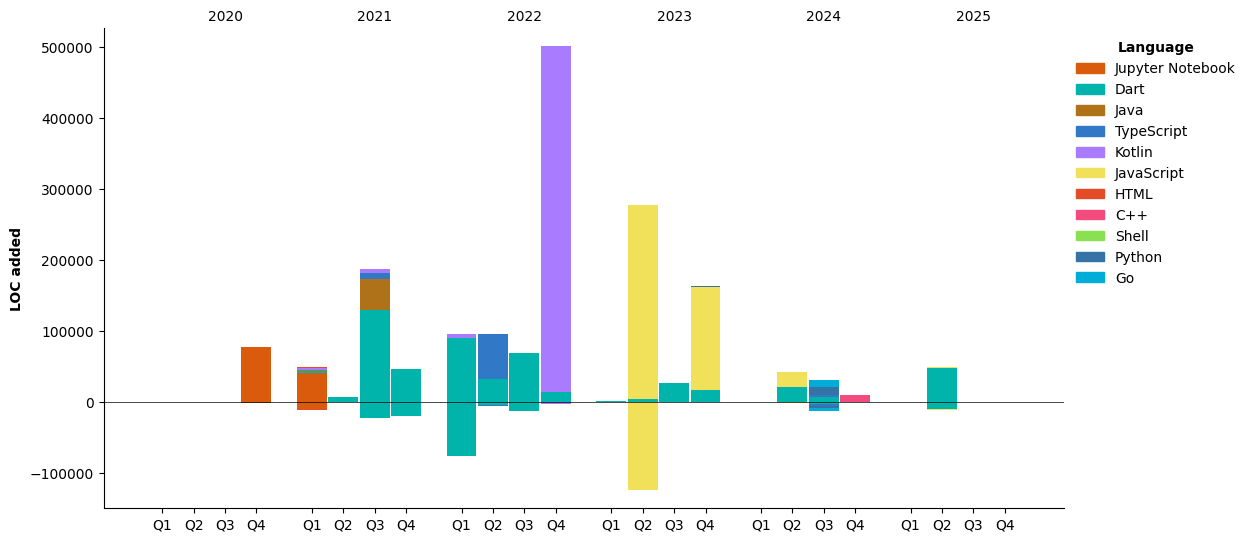 2020 2021 2022 2023 2024 2025
LOC added
500000
400000
300000
200000
100000
0
−100000
Q1 Q2 Q3 Q4 Q1 Q2 Q3 Q4 Q1 Q2 Q3 Q4 Q1 Q2 Q3 Q4 Q1 Q2 Q3 Q4 Q1 Q2 Q3 Q4
Language
Jupyter Notebook
Dart
Java
TypeScript
Kotlin
JavaScript
HTML
C++
Shell
Python
Go